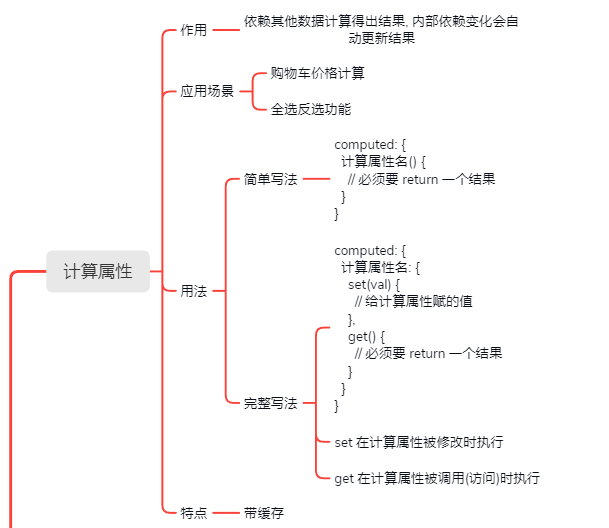 计算属性
作用
依赖其他数据计算得出结果, 内部依赖变化会自
动更新结果
应用场景
购物车价格计算
全选反选功能
用法
简单写法
computed: {
计算属性名() {
// 必须要 return 一个结果
}
}
完整写法
computed: {
计算属性名: {
set(val) {
// 给计算属性赋的值
},
get() {
// 必须要 return 一个结果
}
}
}
set 在计算属性被修改时执行
get 在计算属性被调用(访问)时执行
特点
带缓存